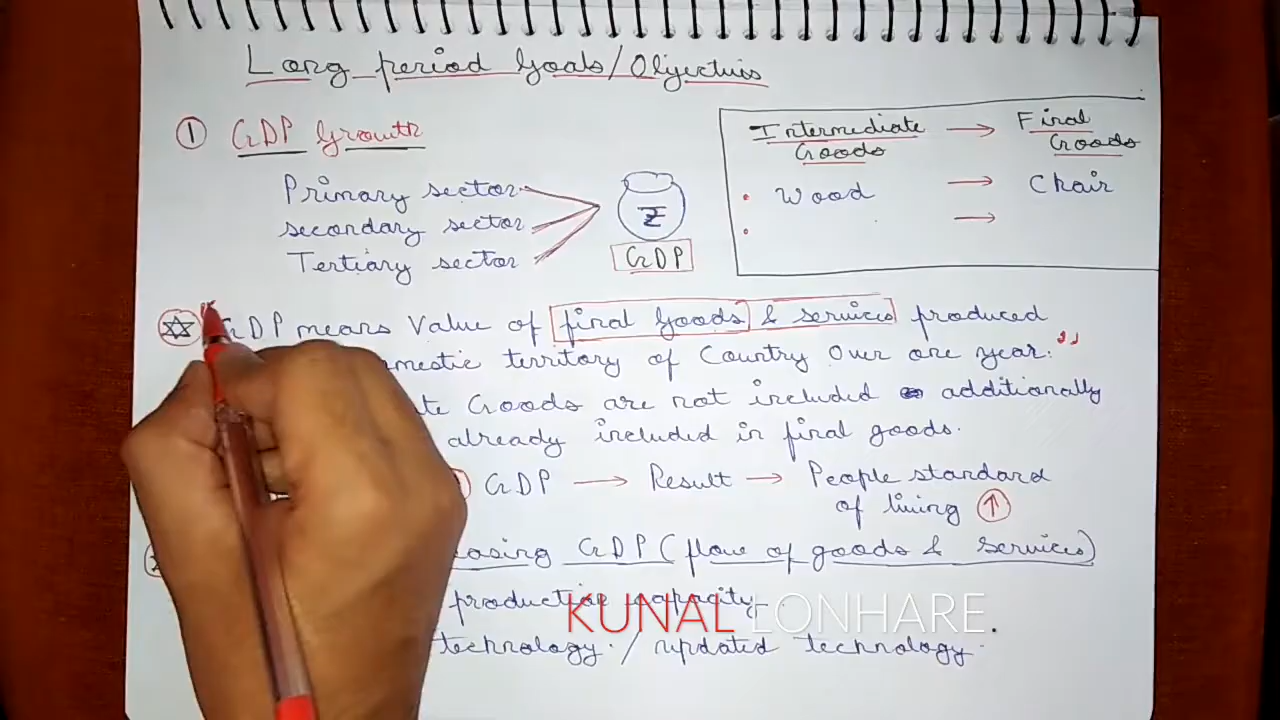 Long period Goals/Objectives
① GDP Growth
Primary sector
secondary sector
Tertiary sector
GDP
Intermediate Goods → Final Goods
• Wood → Chair
• →
GDP means Value of final Goods & services produced
territory of Country Over one year.”
Goods are not included additionally
already included in final goods.
GDP → Result → People standard
of living ↑
GDP (flow of goods & services)
production capacity
technology. / updated technology.
KUNAL LONHARE